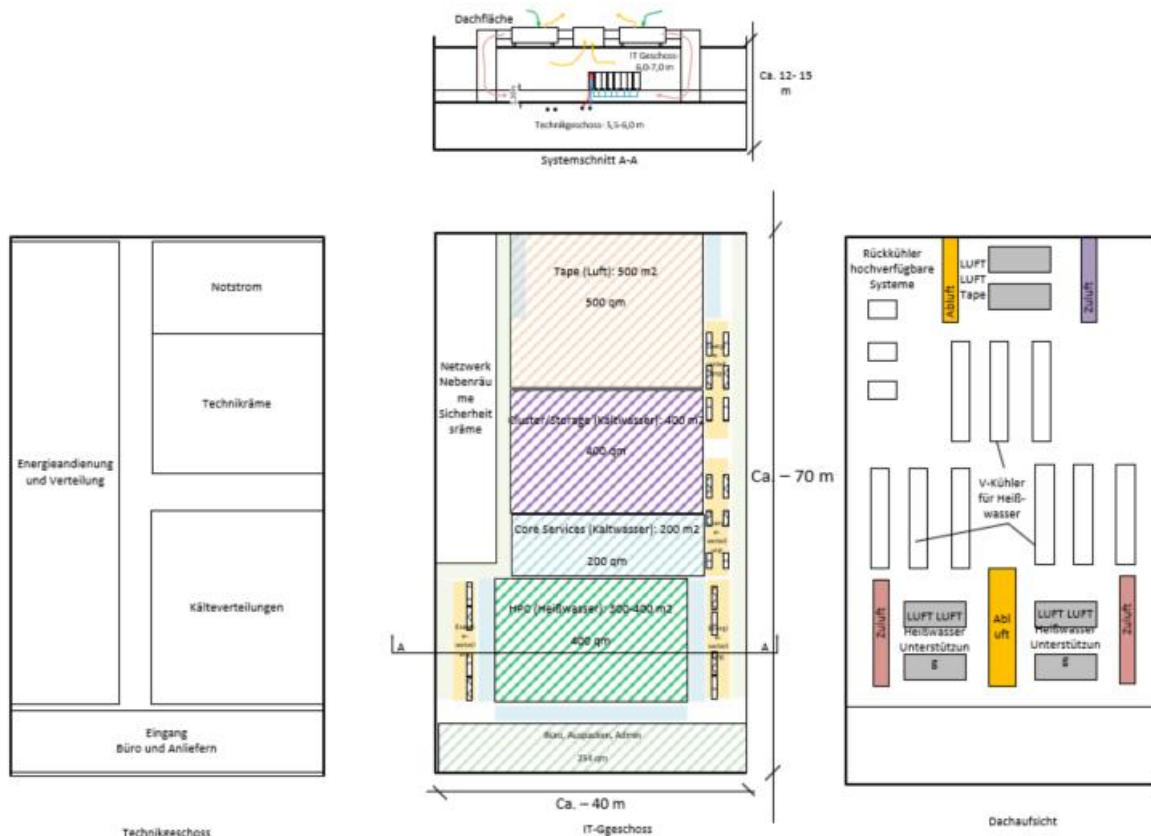 Dachfläche
IT Geschoss-
6,0-7,0 m
Ca. 12- 15
m
Technikgeschoss- 5,5-6,0 m
Systemschnitt A-A
Notstrom
Technikräme
Energieandienung
und Verteilung
Kälteverteilungen
Eingang
Büro und Anliefern
Technikgeschoss
Tape (Luft): 500 m2
500 qm
Netzwerk
Nebenräu
me
Sicherheit
sräme
Cluster/Storage (Kaltwasser): 400 m2
400 qm
Core Services (Kaltwasser): 200 m2
200 qm
HPC (Heißwasser): 300-400 m2
400 qm
A
A
Büro, Auspacken, Admin
254 qm
Ca. – 70 m
Ca. – 40 m
IT-Ggeschoss
Rückkühler
hochverfügbare
Systeme
Abluft
LUFT
LUFT
Tape
Zuluft
V-Kühler
für Heiß-
wasser
Zuluft
LUFT LUFT
Heißwasser
Unterstützun
g
Abl
uft
LUFT LUFT
Heißwasser
Unterstützun
g
Zuluft
Dachaufsicht